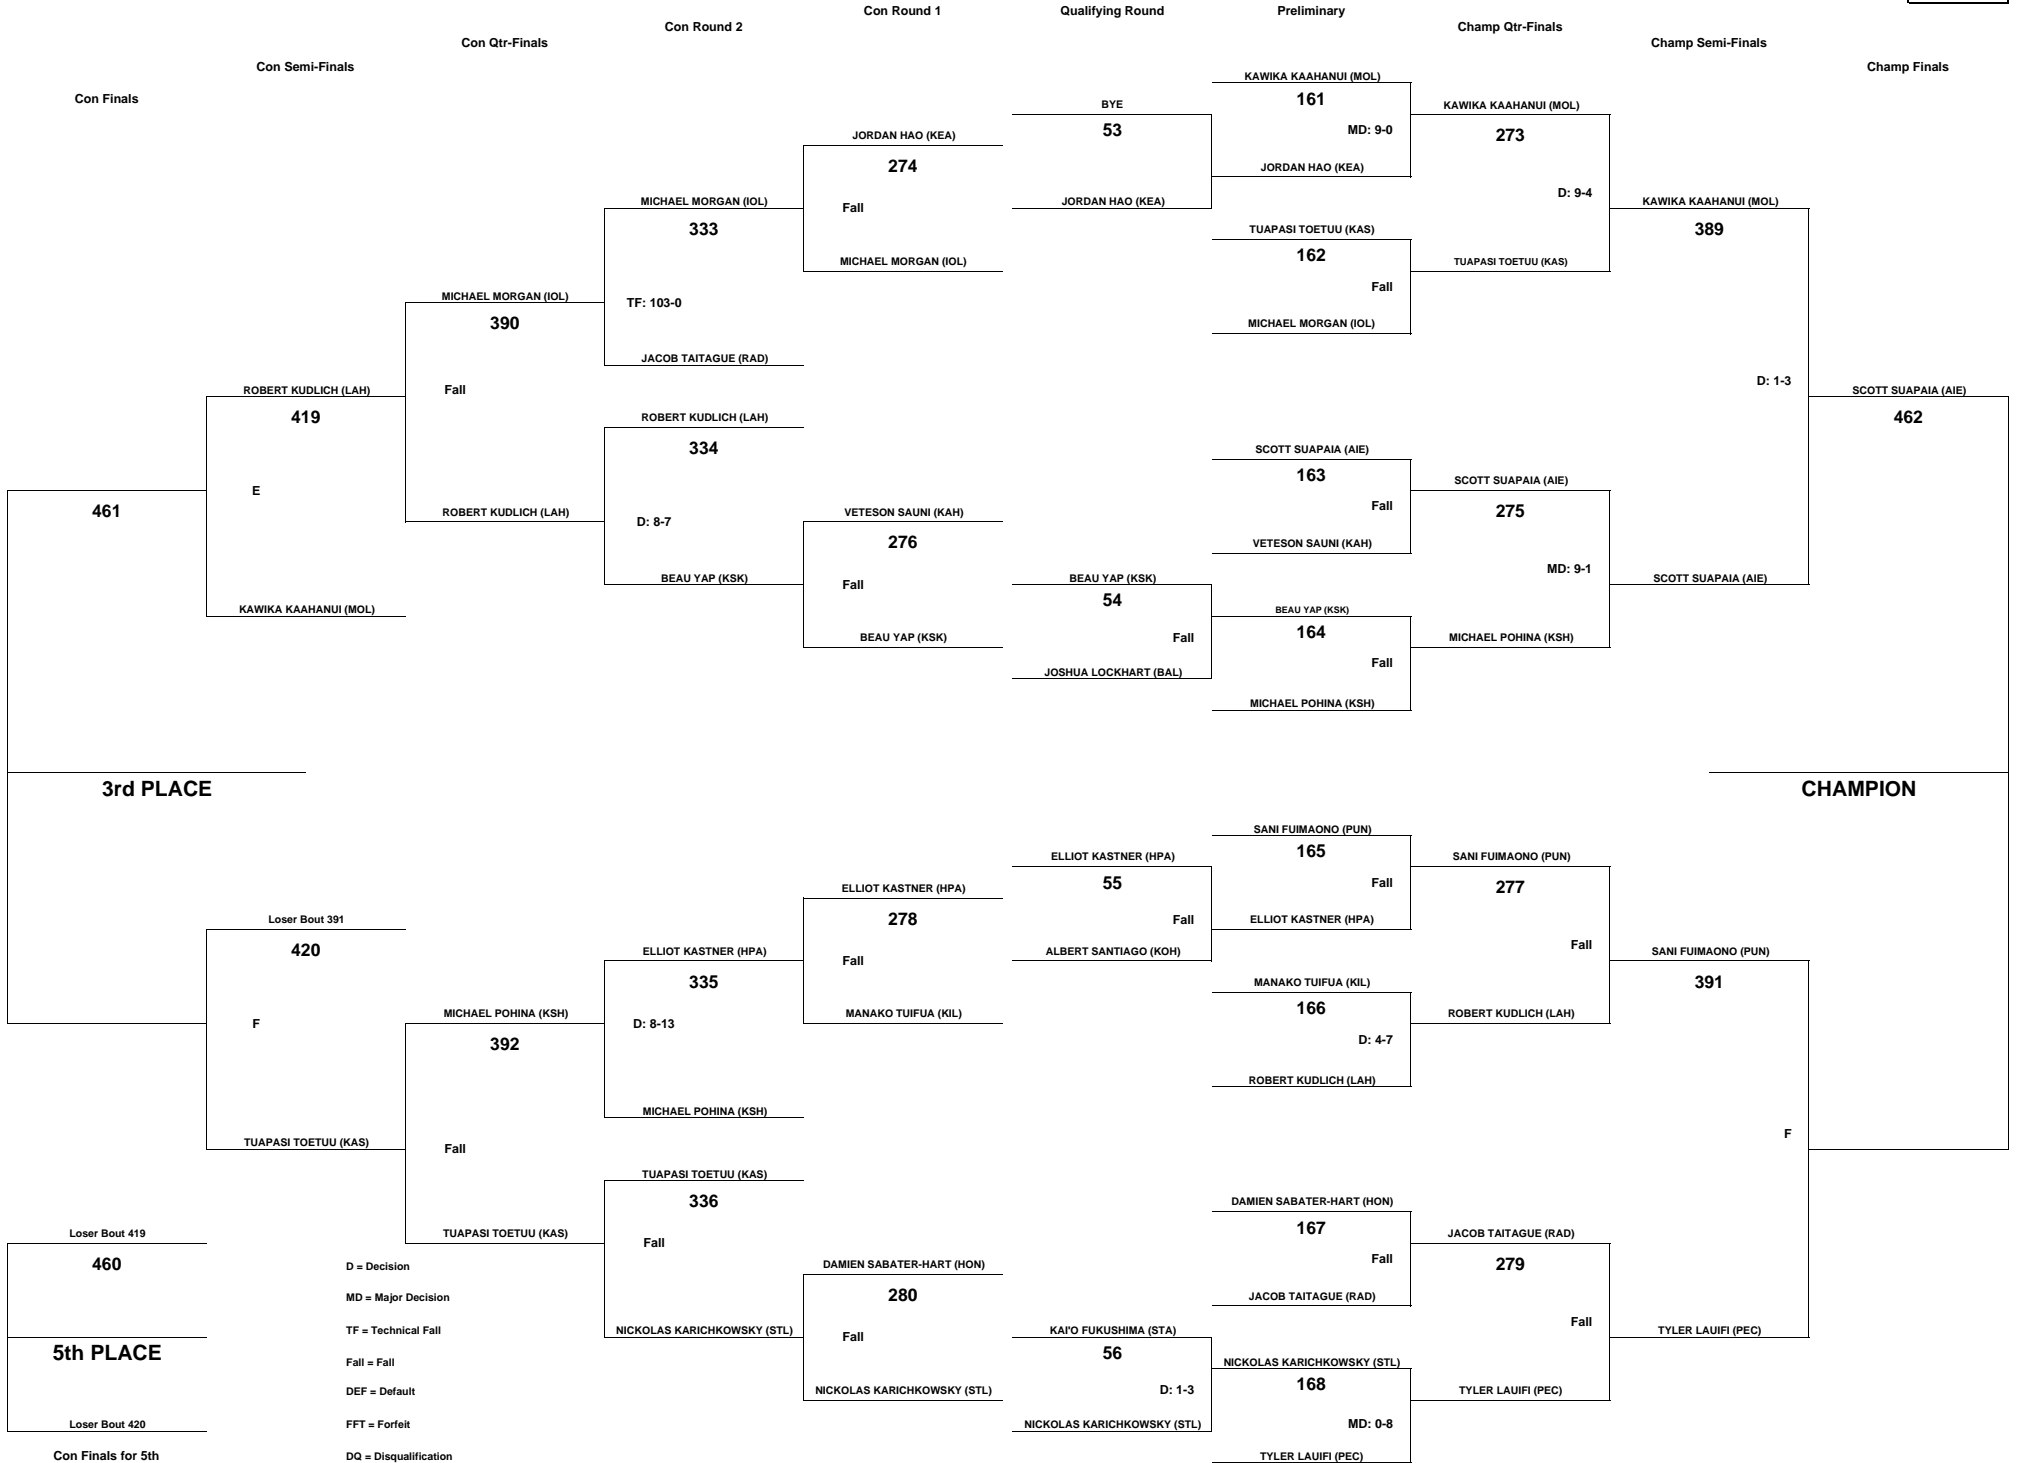 Con Round 1
Qualifying Round
Preliminary
Con Round 2
Champ Qtr-Finals
Con Qtr-Finals
Champ Semi-Finals
Con Semi-Finals
Champ Finals
Con Finals
KAWIKA KAAHANUI (MOL)
161
MD: 9-0
JORDAN HAO (KEA)
BYE
53
JORDAN HAO (KEA)
KAWIKA KAAHANUI (MOL)
273
D: 9-4
TUAPASI TOETUU (KAS)
JORDAN HAO (KEA)
274
Fall
MICHAEL MORGAN (IOL)
MICHAEL MORGAN (IOL)
333
TF: 103-0
JACOB TAITAGUE (RAD)
KAWIKA KAAHANUI (MOL)
389
D: 1-3
SCOTT SUAPAIA (AIE)
TUAPASI TOETUU (KAS)
162
Fall
MICHAEL MORGAN (IOL)
MICHAEL MORGAN (IOL)
390
Fall
ROBERT KUDLICH (LAH)
ROBERT KUDLICH (LAH)
419
E
KAWIKA KAAHANUI (MOL)
SCOTT SUAPAIA (AIE)
462
ROBERT KUDLICH (LAH)
334
D: 8-7
BEAU YAP (KSK)
SCOTT SUAPAIA (AIE)
163
Fall
VETESON SAUNI (KAH)
SCOTT SUAPAIA (AIE)
275
MD: 9-1
MICHAEL POHINA (KSH)
461
VETESON SAUNI (KAH)
276
Fall
BEAU YAP (KSK)
BEAU YAP (KSK)
54
Fall
JOSHUA LOCKHART (BAL)
BEAU YAP (KSK)
164
Fall
MICHAEL POHINA (KSH)
3rd PLACE
CHAMPION
SANI FUIMAONO (PUN)
165
Fall
ELLIOT KASTNER (HPA)
ELLIOT KASTNER (HPA)
55
Fall
ALBERT SANTIAGO (KOH)
SANI FUIMAONO (PUN)
277
Fall
ROBERT KUDLICH (LAH)
ELLIOT KASTNER (HPA)
278
Fall
MANAKO TUIFUA (KIL)
Loser Bout 391
420
F
TUAPASI TOETUU (KAS)
ELLIOT KASTNER (HPA)
335
D: 8-13
MICHAEL POHINA (KSH)
SANI FUIMAONO (PUN)
391
F
TYLER LAUIFI (PEC)
MANAKO TUIFUA (KIL)
166
D: 4-7
ROBERT KUDLICH (LAH)
MICHAEL POHINA (KSH)
392
Fall
TUAPASI TOETUU (KAS)
TUAPASI TOETUU (KAS)
336
Fall
NICKOLAS KARICHKOWSKY (STL)
DAMIEN SABATER-HART (HON)
167
Fall
JACOB TAITAGUE (RAD)
JACOB TAITAGUE (RAD)
279
Fall
TYLER LAUIFI (PEC)
DAMIEN SABATER-HART (HON)
280
Fall
NICKOLAS KARICHKOWSKY (STL)
KAI'O FUKUSHIMA (STA)
56
D: 1-3
NICKOLAS KARICHKOWSKY (STL)
NICKOLAS KARICHKOWSKY (STL)
168
MD: 0-8
TYLER LAUIFI (PEC)
Loser Bout 419
460
5th PLACE
Loser Bout 420
Con Finals for 5th
D = Decision
MD = Major Decision
TF = Technical Fall
Fall = Fall
DEF = Default
FFT = Forfeit
DQ = Disqualification